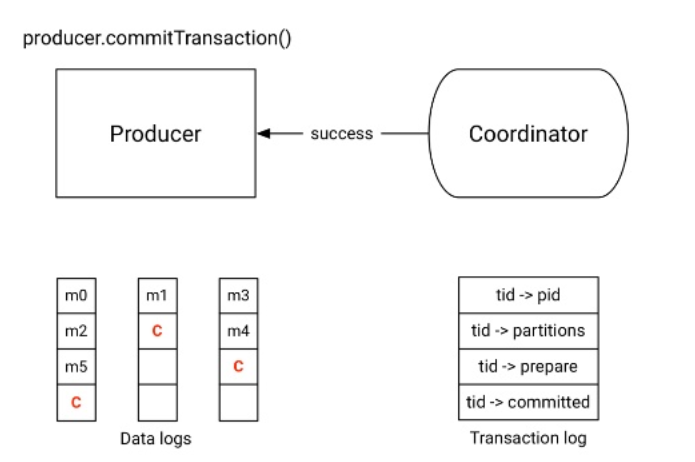 producer.commitTransaction()
Producer
success
Coordinator
m0
m2
m5
C
m1
C
m3
m4
C
Data logs
tid -> pid
tid -> partitions
tid -> prepare
tid -> committed
Transaction log